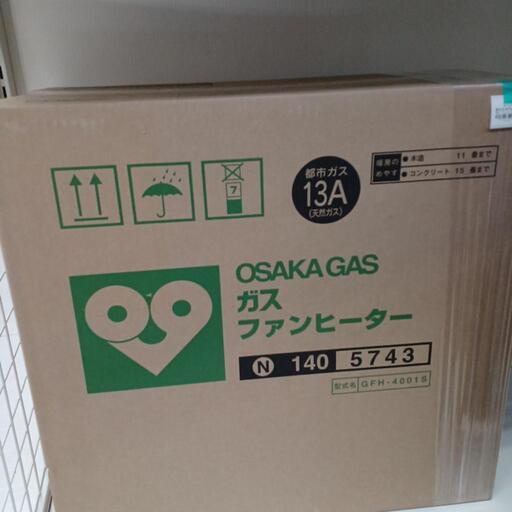 都市ガス
13A
(天然ガス)
暖房の
めやす
●木造 11 畳まで
●コンクリート 15 畳まで
7
OSAKA GAS
ガス
ファンヒーター
N 140 5743
型式名 GFH-4001S